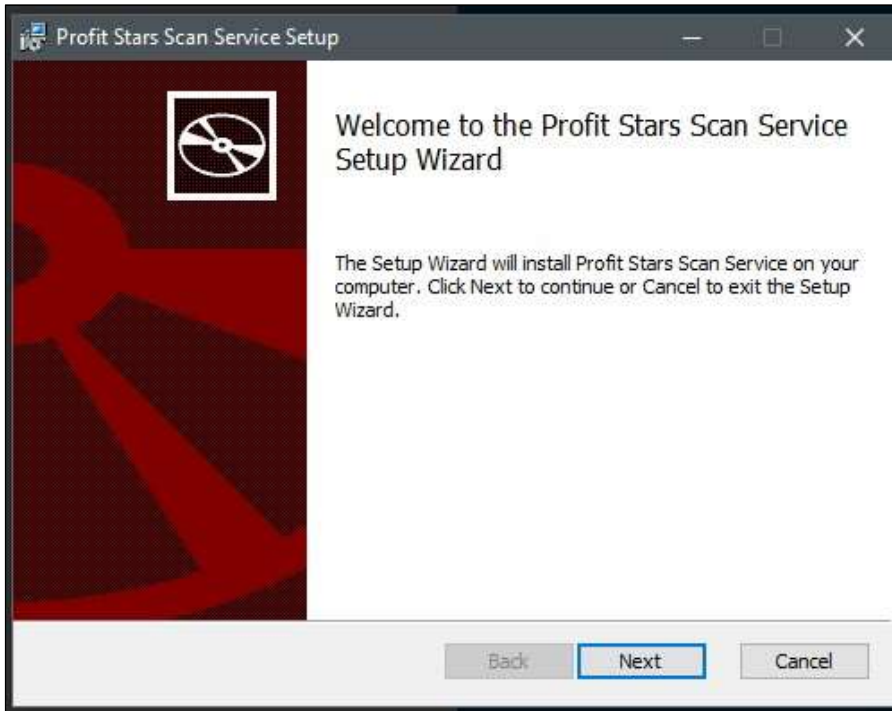 Profit Stars Scan Service Setup
Welcome to the Profit Stars Scan Service
Setup Wizard
The Setup Wizard will install Profit Stars Scan Service on your
computer. Click Next to continue or Cancel to exit the Setup
Wizard.
Back Next Cancel